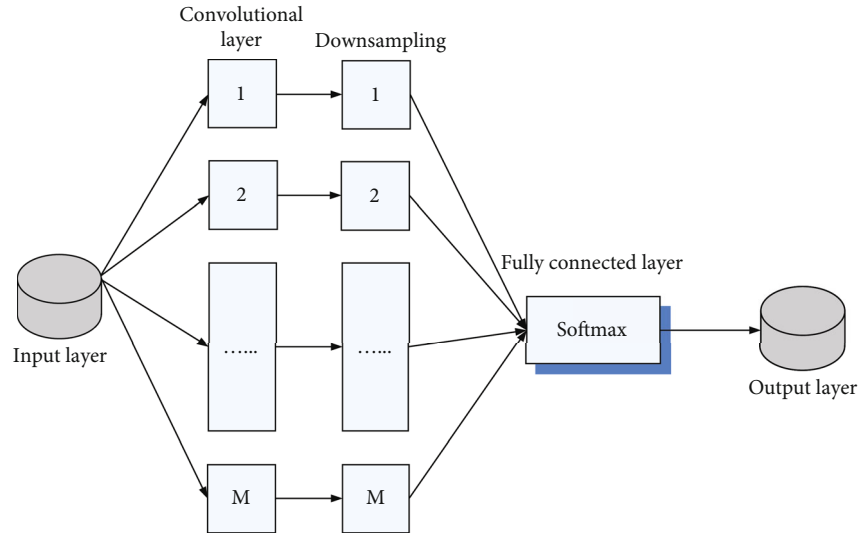 Convolutional
layer
Downsampling
1
1
2
2
Fully connected layer
Softmax
Input layer
…...
…...
Output layer
M
M